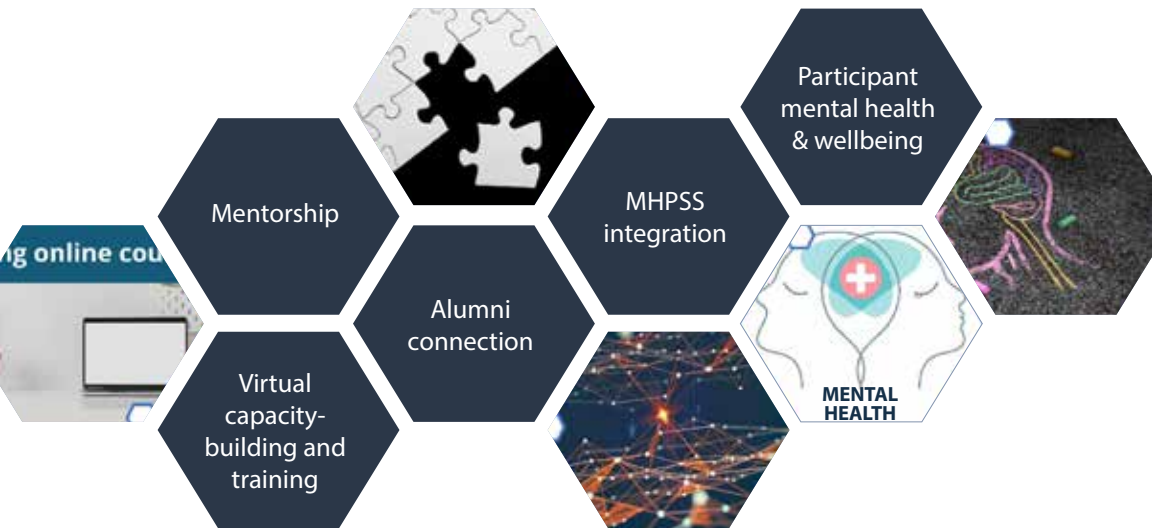 Participant
mental health
& wellbeing
Mentorship
MHPSS
integration
ng online cou
Alumni
connection
Virtual
capacity-
building and
training
MENTAL
HEALTH